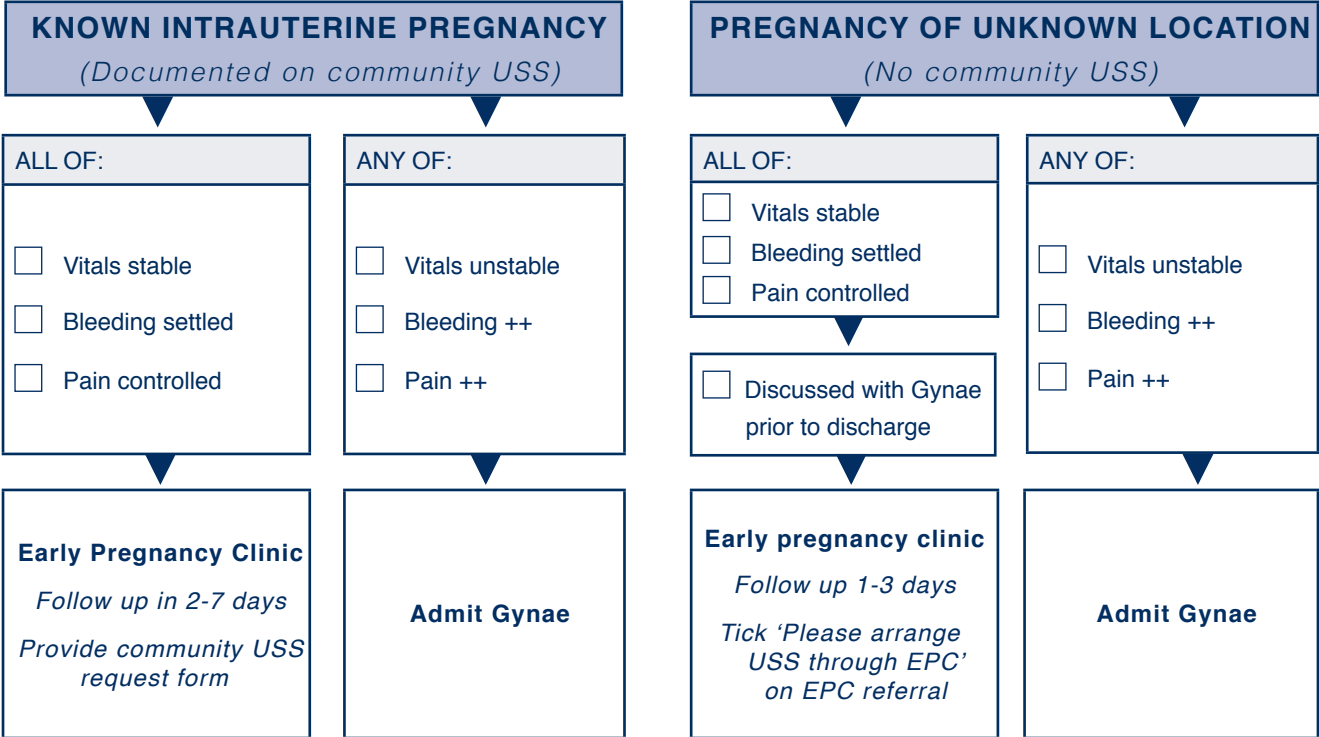 KNOWN INTRAUTERINE PREGNANCY
(Documented on community USS)
ALL OF:
Vitals stable
Bleeding settled
Pain controlled
Early Pregnancy Clinic
Follow up in 2-7 days
Provide community USS
request form
ANY OF:
Vitals unstable
Bleeding ++
Pain ++
Admit Gynae
PREGNANCY OF UNKNOWN LOCATION
(No community USS)
ALL OF:
Vitals stable
Bleeding settled
Pain controlled
Discussed with Gynae
prior to discharge
Early pregnancy clinic
Follow up 1-3 days
Tick ‘Please arrange
USS through EPC’
on EPC referral
ANY OF:
Vitals unstable
Bleeding ++
Pain ++
Admit Gynae